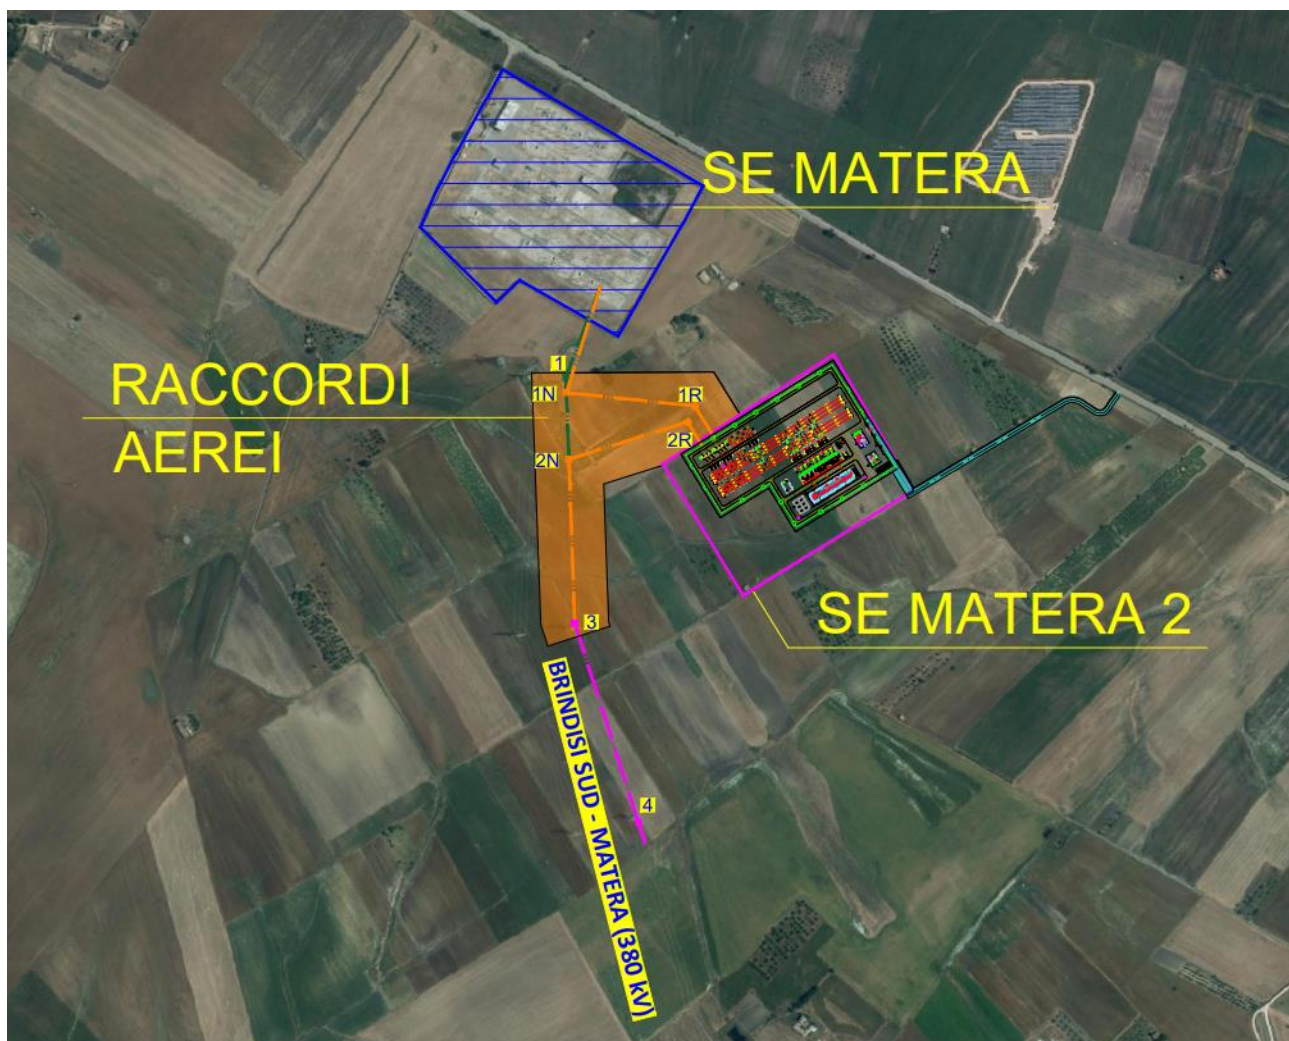 SE MATERA
1
RACCORDI
AEREI
1N
1R
2R
2N
SE MATERA 2
3
BRINDISI SUD - MATERA (380 kV)
4